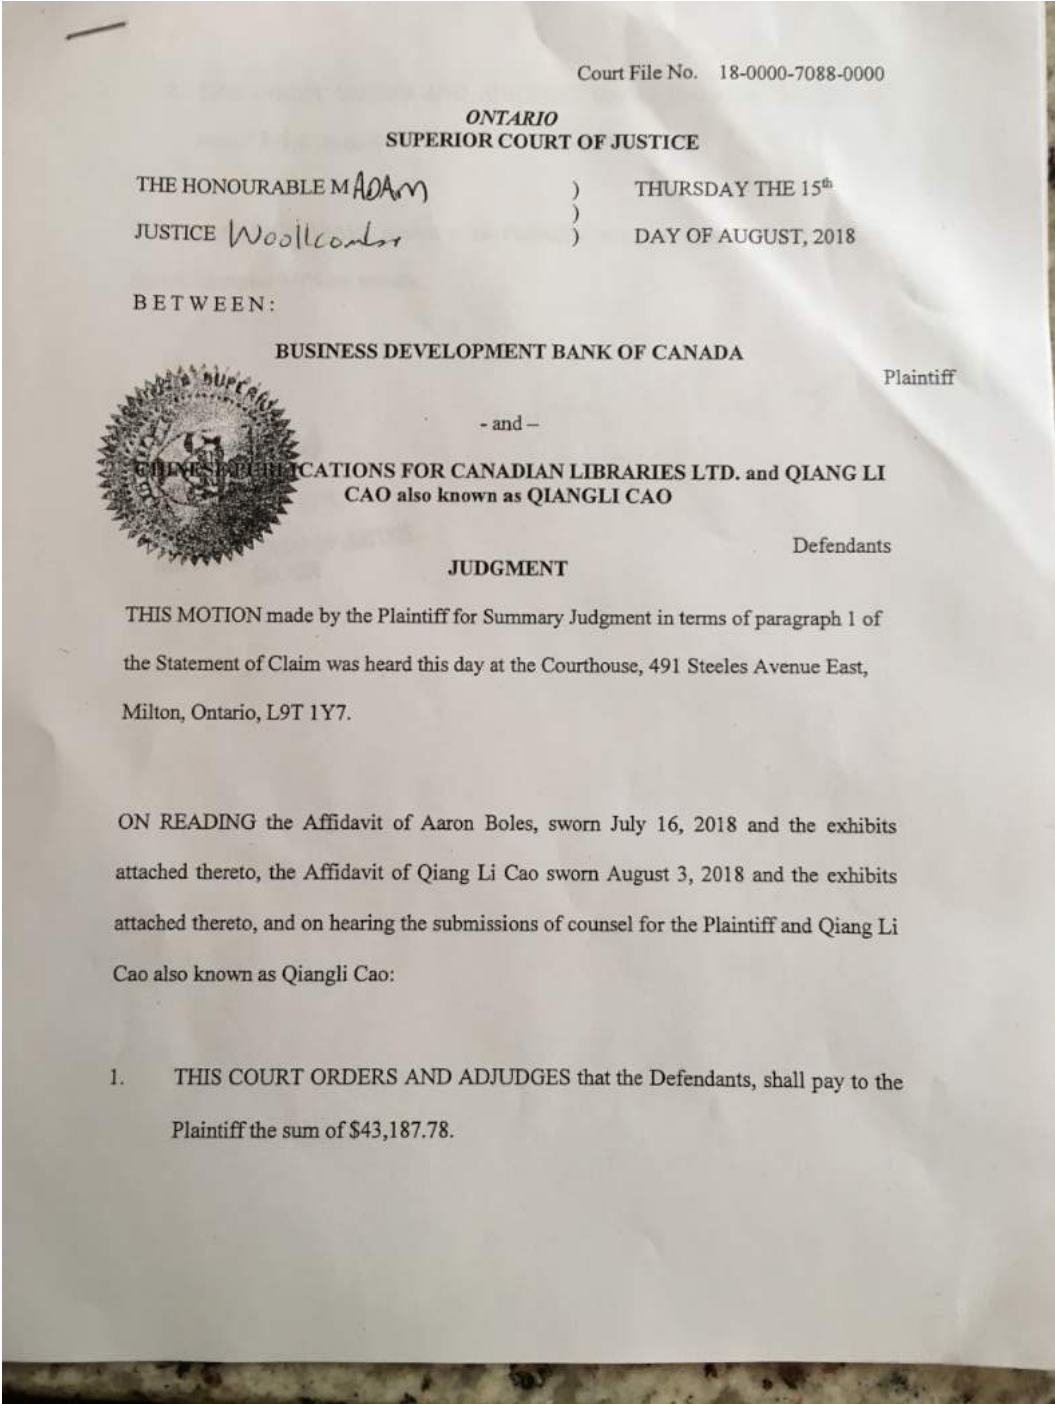 Court File No. 18-0000-7088-0000
ONTARIO
SUPERIOR COURT OF JUSTICE
THE HONOURABLE MADAM ) THURSDAY THE 15th
)
JUSTICE Woollcombe ) DAY OF AUGUST, 2018
BETWEEN:
BUSINESS DEVELOPMENT BANK OF CANADA
Plaintiff
- and –
CHINESE PUBLICATIONS FOR CANADIAN LIBRARIES LTD. and QIANG LI
CAO also known as QIANGLI CAO
Defendants
JUDGMENT
THIS MOTION made by the Plaintiff for Summary Judgment in terms of paragraph 1 of
the Statement of Claim was heard this day at the Courthouse, 491 Steeles Avenue East,
Milton, Ontario, L9T 1Y7.
ON READING the Affidavit of Aaron Boles, sworn July 16, 2018 and the exhibits
attached thereto, the Affidavit of Qiang Li Cao sworn August 3, 2018 and the exhibits
attached thereto, and on hearing the submissions of counsel for the Plaintiff and Qiang Li
Cao also known as Qiangli Cao:
1. THIS COURT ORDERS AND ADJUDGES that the Defendants, shall pay to the
Plaintiff the sum of $43,187.78.